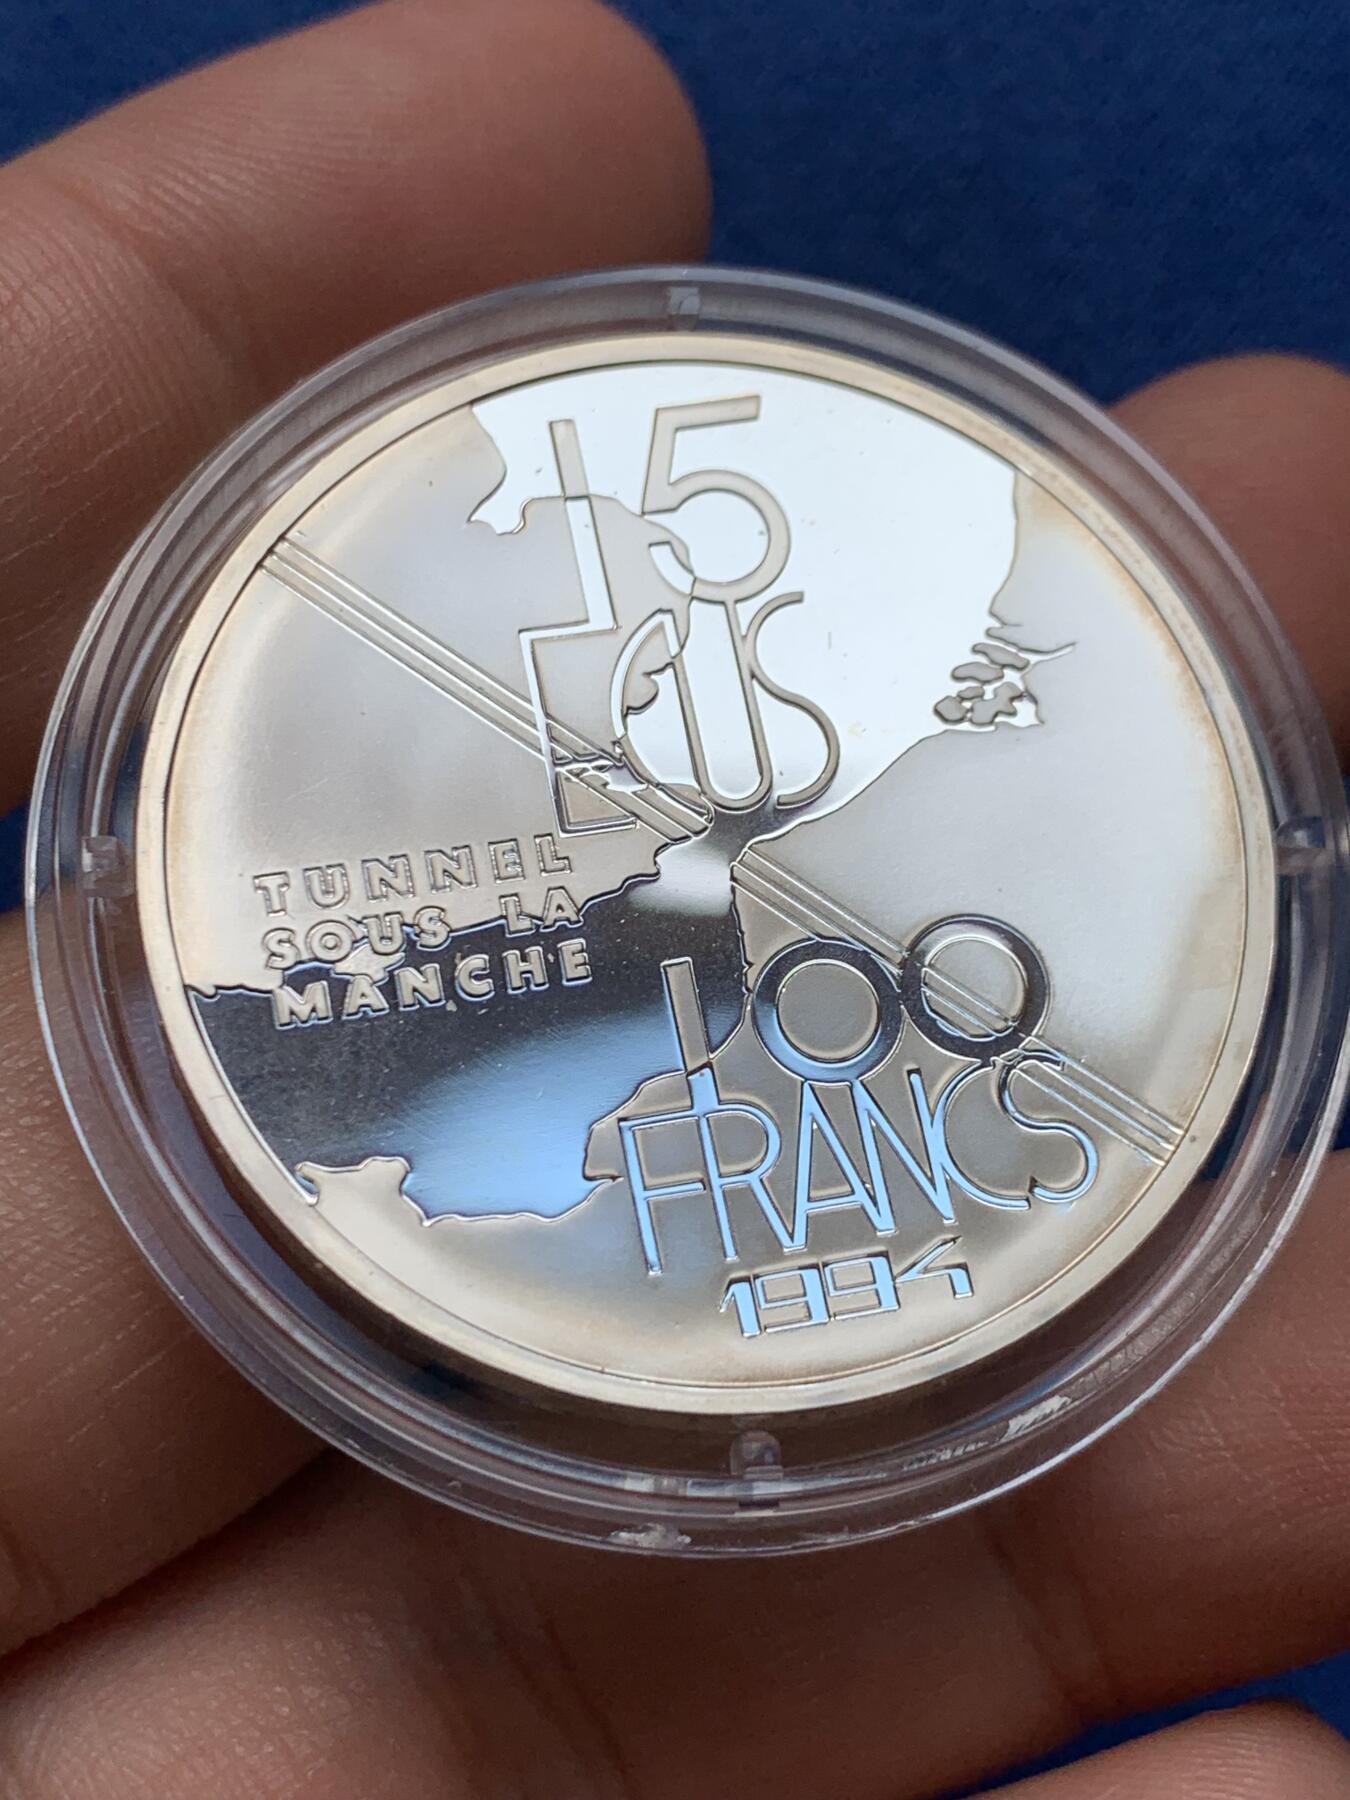 15
ECUS
TUNNEL
SOUS LA
MANCHE
100
FRANCS
1994